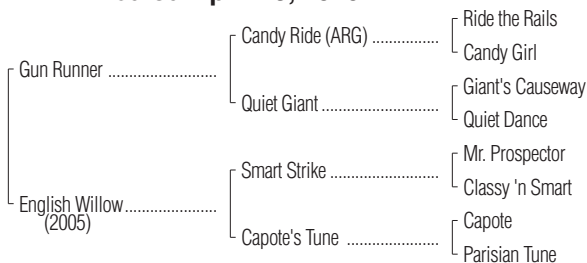 Ride the Rails
Candy Ride (ARG) ..................
Candy Girl
Gun Runner ........................
Giant's Causeway
Quiet Giant..........................
Quiet Dance
Mr. Prospector
Smart Strike ........................
Classy 'n Smart
English Willow.....................
(2005)
Capote
Capote's Tune ....................
Parisian Tune